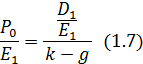 P₀/E₁ = (D₁/E₁)/(k − g) (1.7)